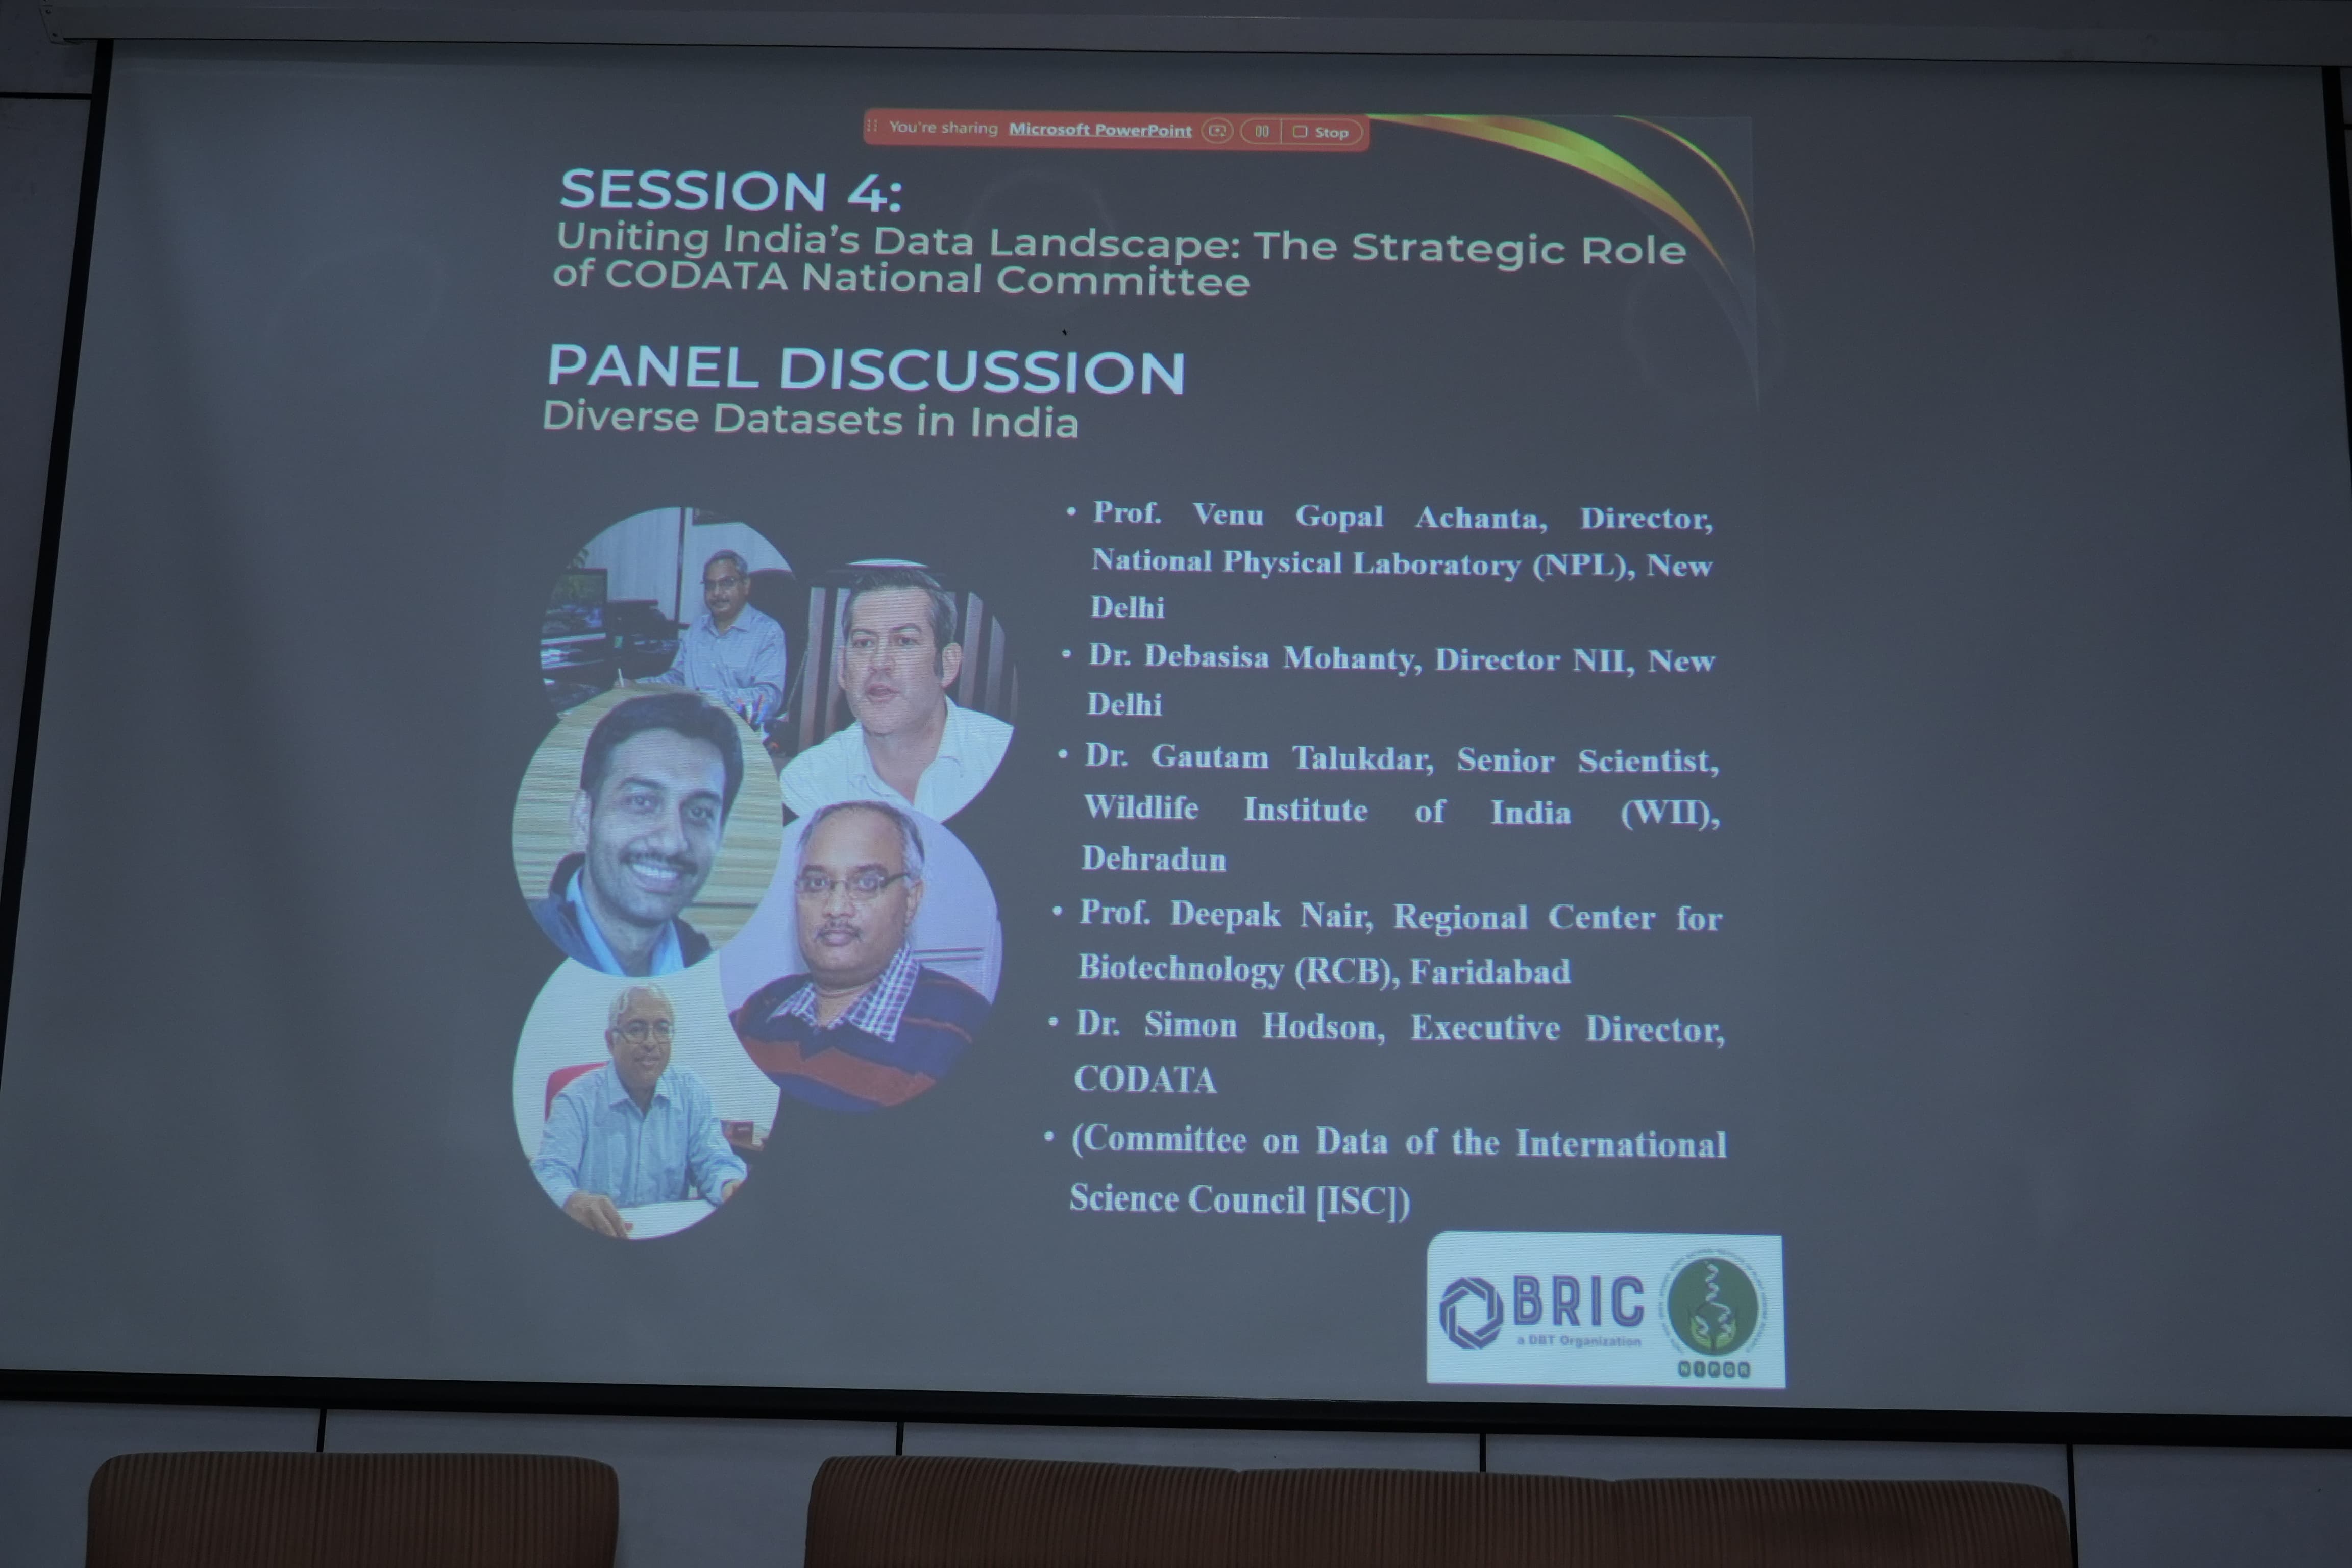 You're sharing Microsoft PowerPoint Stop
SESSION 4:
Uniting India's Data Landscape: The Strategic Role
of CODATA National Committee
PANEL DISCUSSION
Diverse Datasets in India
• Prof. Venu Gopal Achanta, Director,
National Physical Laboratory (NPL), New
Delhi
• Dr. Debasisa Mohanty, Director NII, New
Delhi
• Dr. Gautam Talukdar, Senior Scientist,
Wildlife Institute of India (WII),
Dehradun
• Prof. Deepak Nair, Regional Center for
Biotechnology (RCB), Faridabad
• Dr. Simon Hodson, Executive Director,
CODATA
• (Committee on Data of the International
Science Council [ISC])
BRIC
a DBT Organization
NIPGR